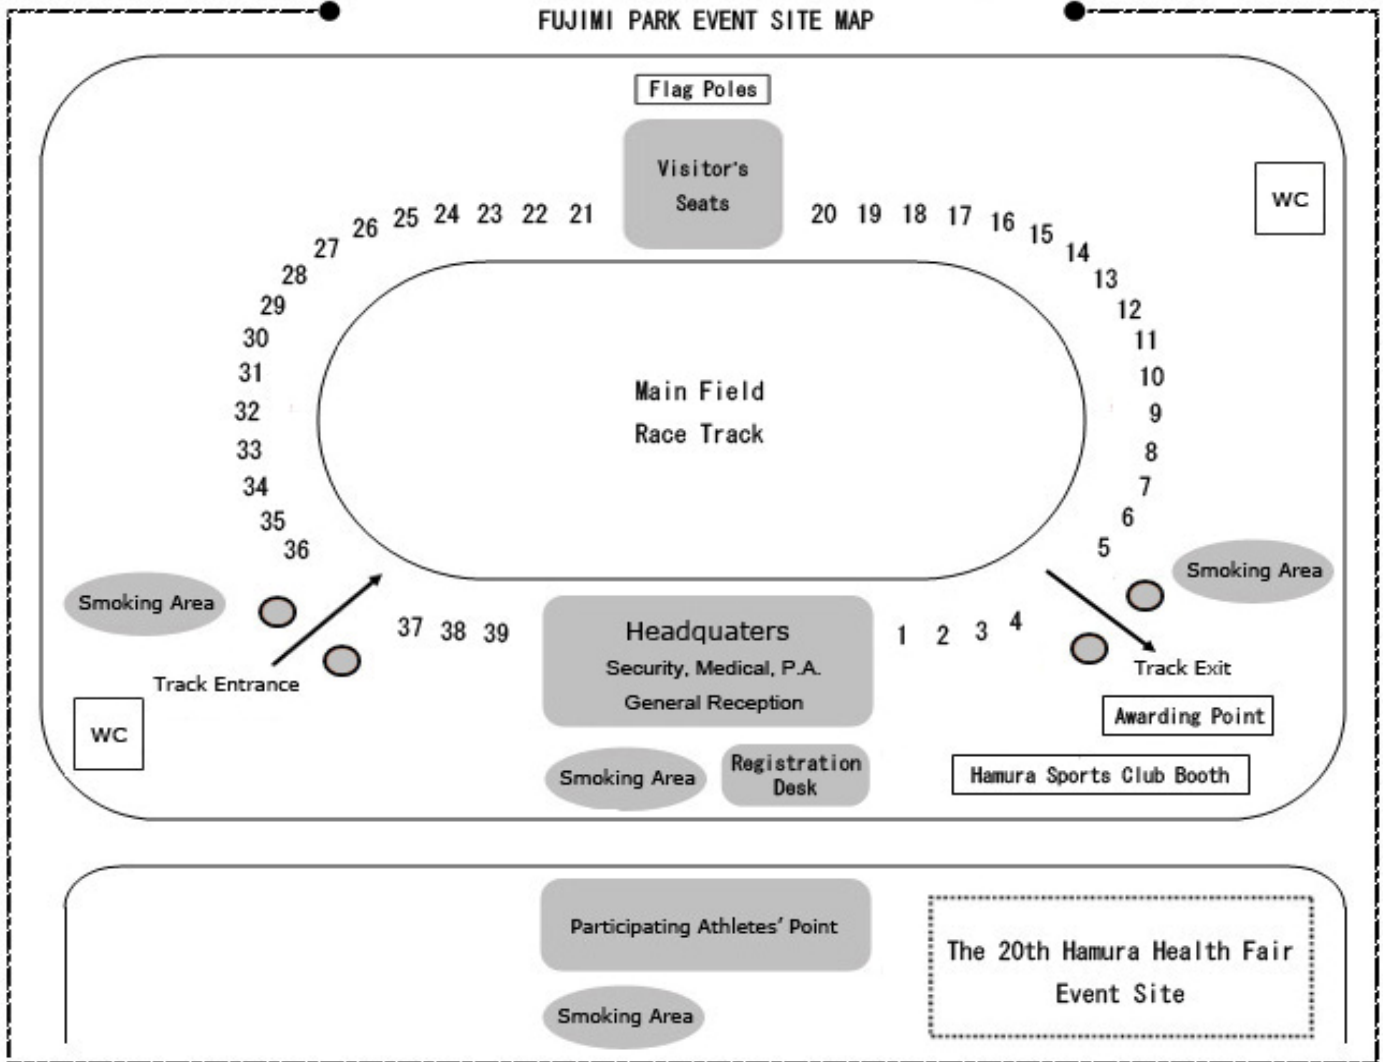 FUJIMI PARK EVENT SITE MAP
Flag Poles
Visitor's
Seats
WC
26 25 24 23 22 21
20 19 18 17 16 15
27
14
28
13
29
12
30
11
31
10
32
9
33
8
34
7
35
6
36
5
Main Field
Race Track
Smoking Area
Smoking Area
37 38 39
1 2 3 4
Headquaters
Security, Medical, P.A.
General Reception
Track Entrance
Track Exit
WC
Awarding Point
Smoking Area
Registration
Desk
Hamura Sports Club Booth
Participating Athletes' Point
Smoking Area
The 20th Hamura Health Fair
Event Site